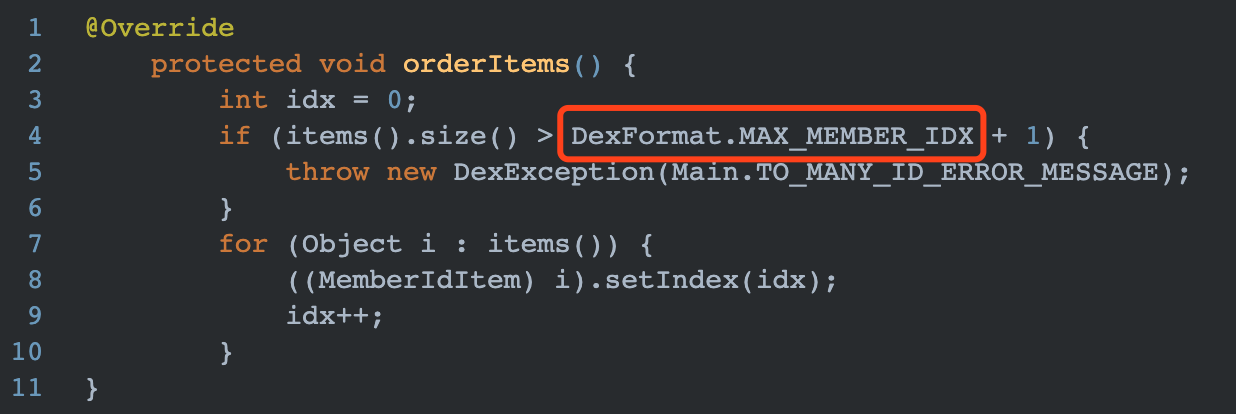 1 @Override
2 protected void orderItems() {
3 int idx = 0;
4 if (items().size() > DexFormat.MAX_MEMBER_IDX + 1) {
5 throw new DexException(Main.TO_MANY_ID_ERROR_MESSAGE);
6 }
7 for (Object i : items()) {
8 ((MemberIdItem) i).setIndex(idx);
9 idx++;
10 }
11 }